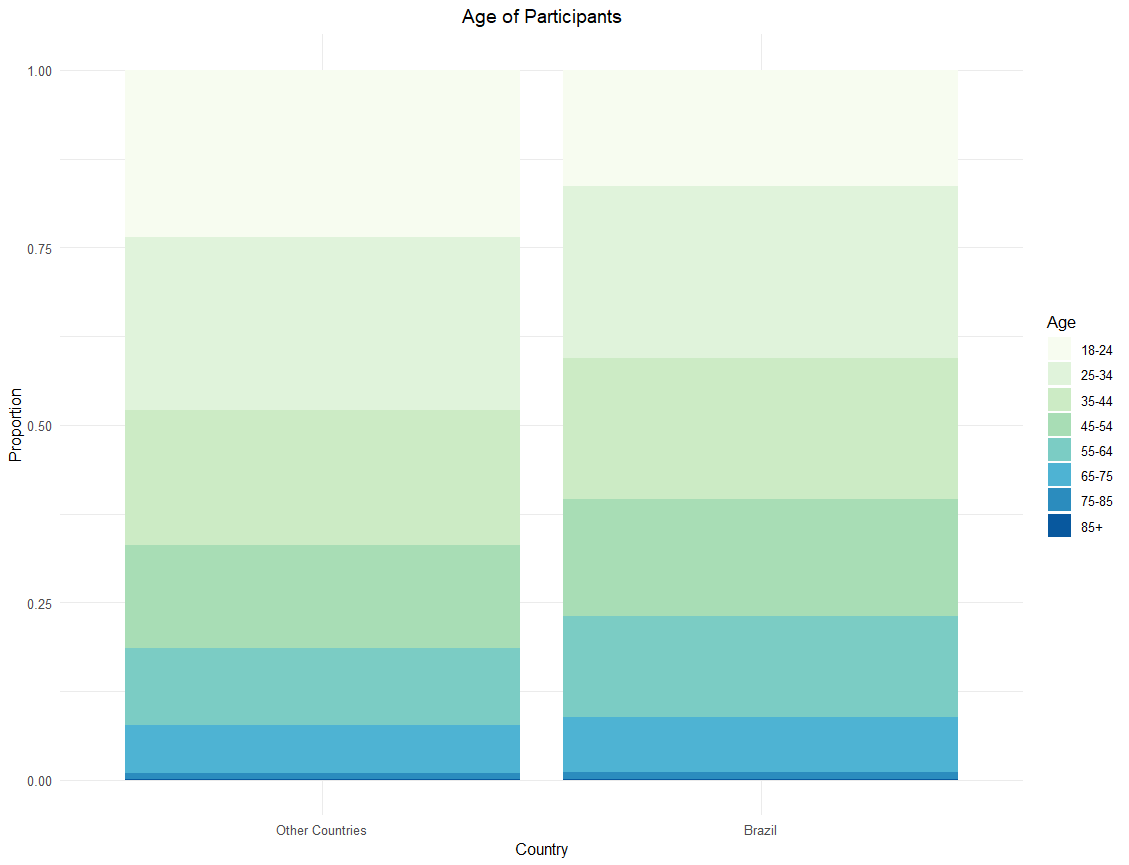 Age of Participants
Proportion
1.00
0.75
0.50
0.25
0.00
Other Countries
Brazil
Country
Age
18-24
25-34
35-44
45-54
55-64
65-75
75-85
85+